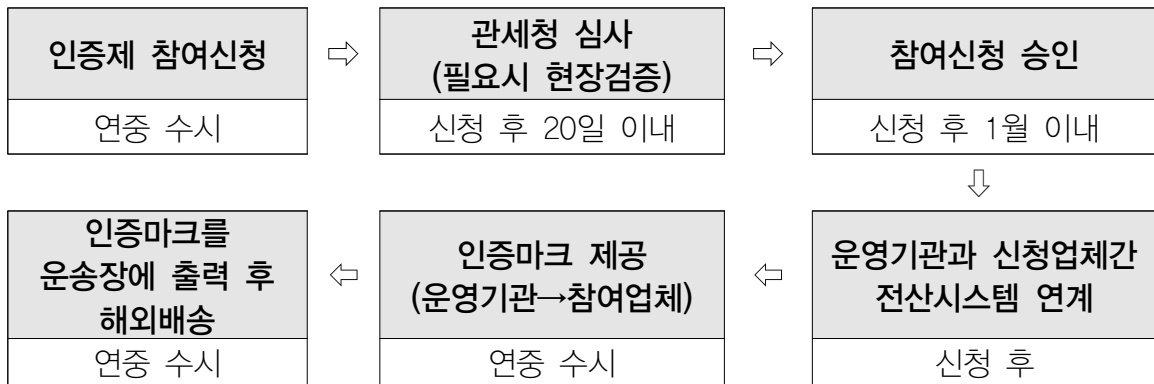 인증제 참여신청
연중 수시
⇨
관세청 심사
(필요시 현장검증)
신청 후 20일 이내
⇨
참여신청 승인
신청 후 1월 이내
⇩
운영기관과 신청업체간
전산시스템 연계
신청 후
⇦
인증마크 제공
(운영기관→참여업체)
연중 수시
⇦
인증마크를
운송장에 출력 후
해외배송
연중 수시